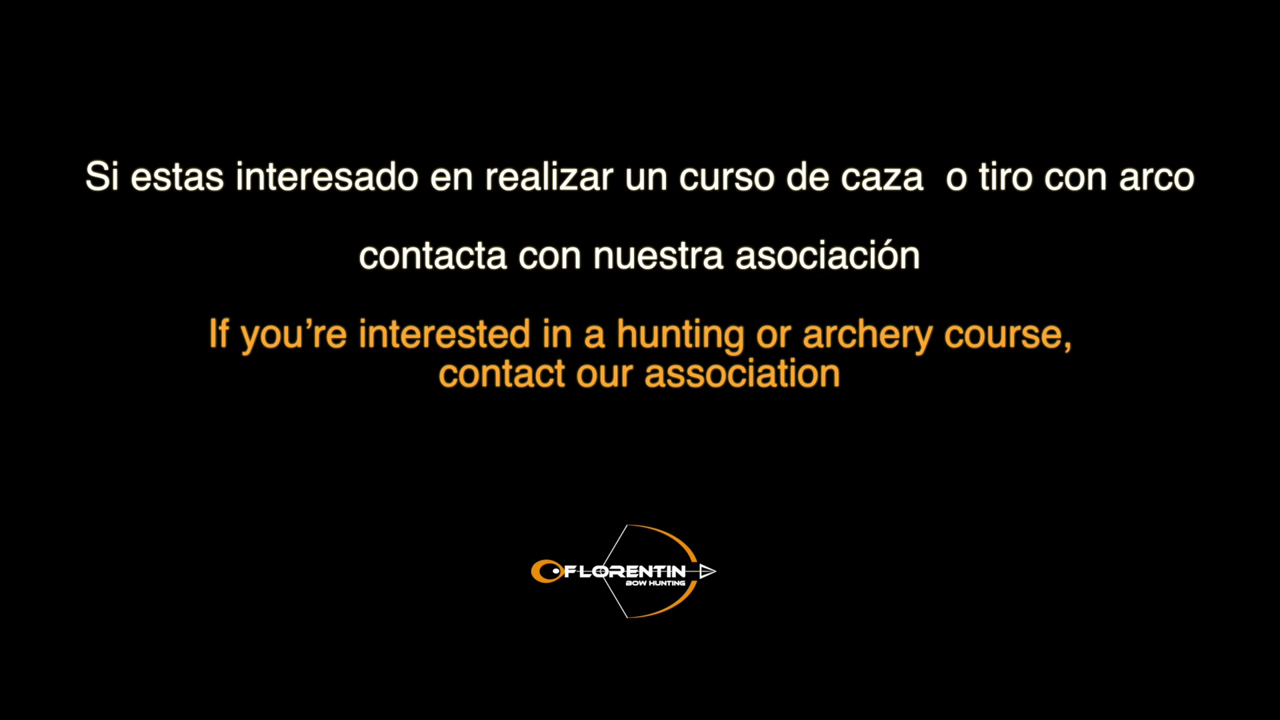 Si estas interesado en realizar un curso de caza  o tiro con arco
contacta con nuestra asociación
If you’re interested in a hunting or archery course,
contact our association
FLORENTIN
BOW HUNTING